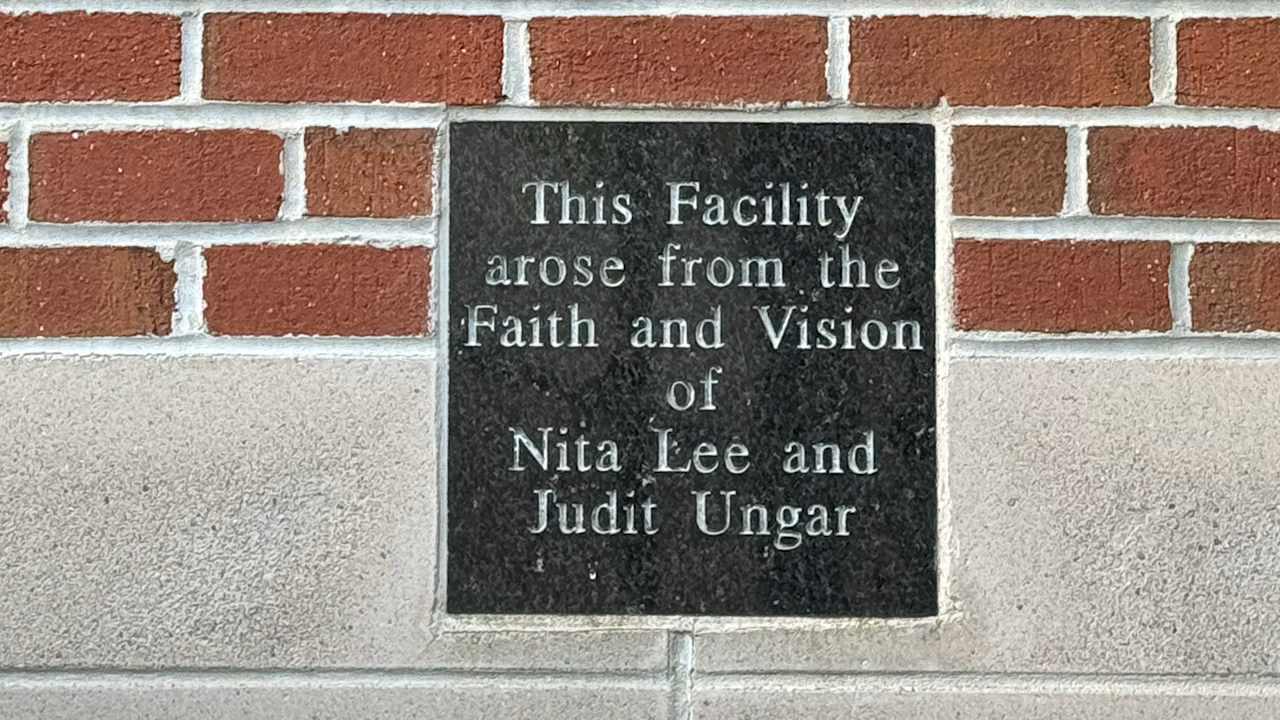 This Facility
arose from the
Faith and Vision
of
Nita Lee and
Judit Ungar